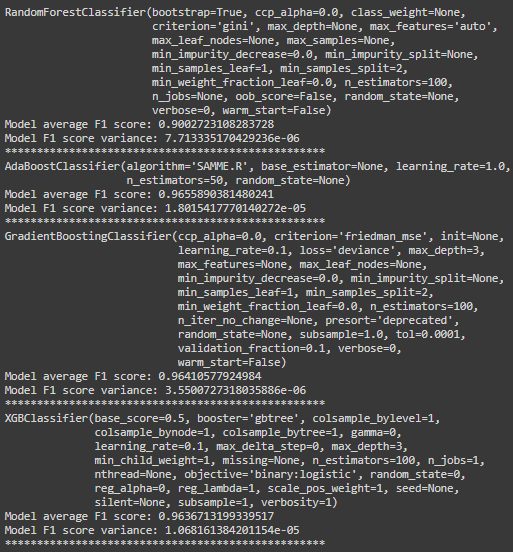 RandomForestClassifier(bootstrap=True, ccp_alpha=0.0, class_weight=None,
criterion='gini', max_depth=None, max_features='auto',
max_leaf_nodes=None, max_samples=None,
min_impurity_decrease=0.0, min_impurity_split=None,
min_samples_leaf=1, min_samples_split=2,
min_weight_fraction_leaf=0.0, n_estimators=100,
n_jobs=None, oob_score=False, random_state=None,
verbose=0, warm_start=False)
Model average F1 score: 0.9002723108283728
Model F1 score variance: 7.713335170429236e-06
**************************************************
AdaBoostClassifier(algorithm='SAMME.R', base_estimator=None, learning_rate=1.0,
n_estimators=50, random_state=None)
Model average F1 score: 0.9655890381480241
Model F1 score variance: 1.8015417770140272e-05
**************************************************
GradientBoostingClassifier(ccp_alpha=0.0, criterion='friedman_mse', init=None,
learning_rate=0.1, loss='deviance', max_depth=3,
max_features=None, max_leaf_nodes=None,
min_impurity_decrease=0.0, min_impurity_split=None,
min_samples_leaf=1, min_samples_split=2,
min_weight_fraction_leaf=0.0, n_estimators=100,
n_iter_no_change=None, presort='deprecated',
random_state=None, subsample=1.0, tol=0.0001,
validation_fraction=0.1, verbose=0,
warm_start=False)
Model average F1 score: 0.96410577924984
Model F1 score variance: 3.5500727318035886e-06
**************************************************
XGBClassifier(base_score=0.5, booster='gbtree', colsample_bylevel=1,
colsample_bynode=1, colsample_bytree=1, gamma=0,
learning_rate=0.1, max_delta_step=0, max_depth=3,
min_child_weight=1, missing=None, n_estimators=100, n_jobs=1,
nthread=None, objective='binary:logistic', random_state=0,
reg_alpha=0, reg_lambda=1, scale_pos_weight=1, seed=None,
silent=None, subsample=1, verbosity=1)
Model average F1 score: 0.9636713199339517
Model F1 score variance: 1.068161384201154e-05
**************************************************